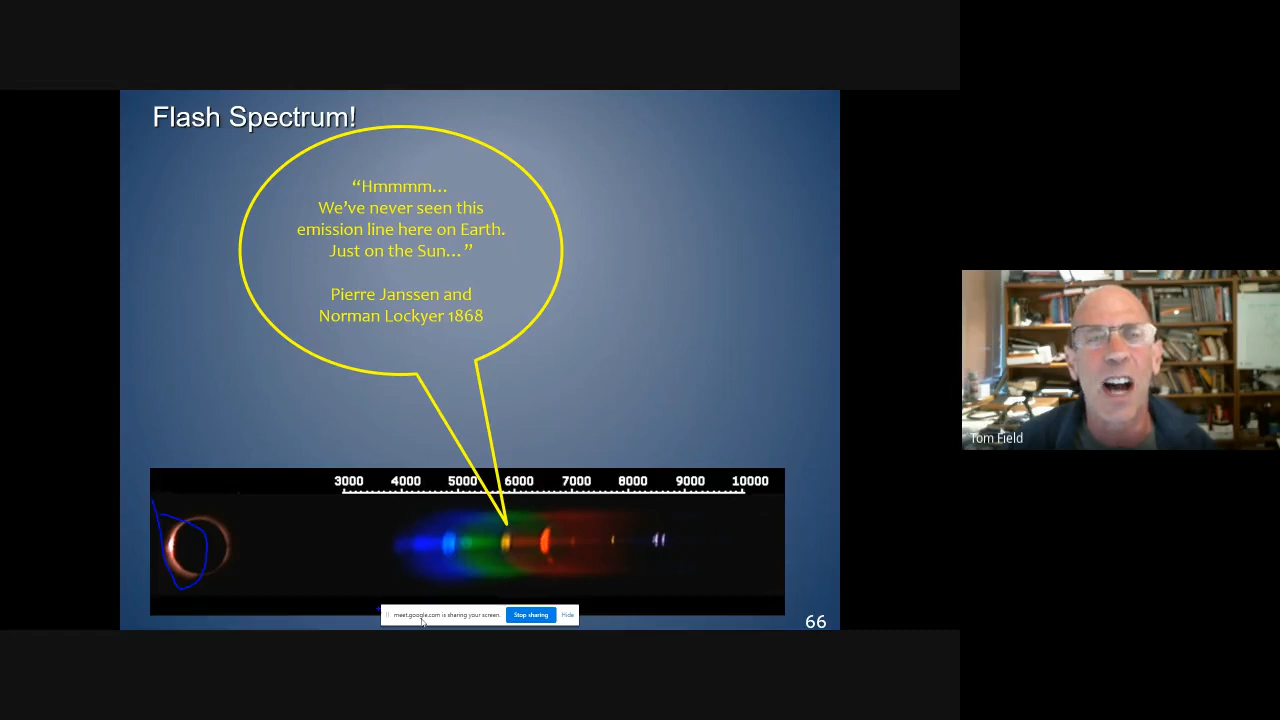 Flash Spectrum!
“Hmmmm…
We’ve never seen this
emission line here on Earth.
Just on the Sun…”
Pierre Janssen and
Norman Lockyer 1868
Tom Field
3000 4000 5000 6000 7000 8000 9000 10000
meet.google.com is sharing your screen. Stop sharing Hide
66